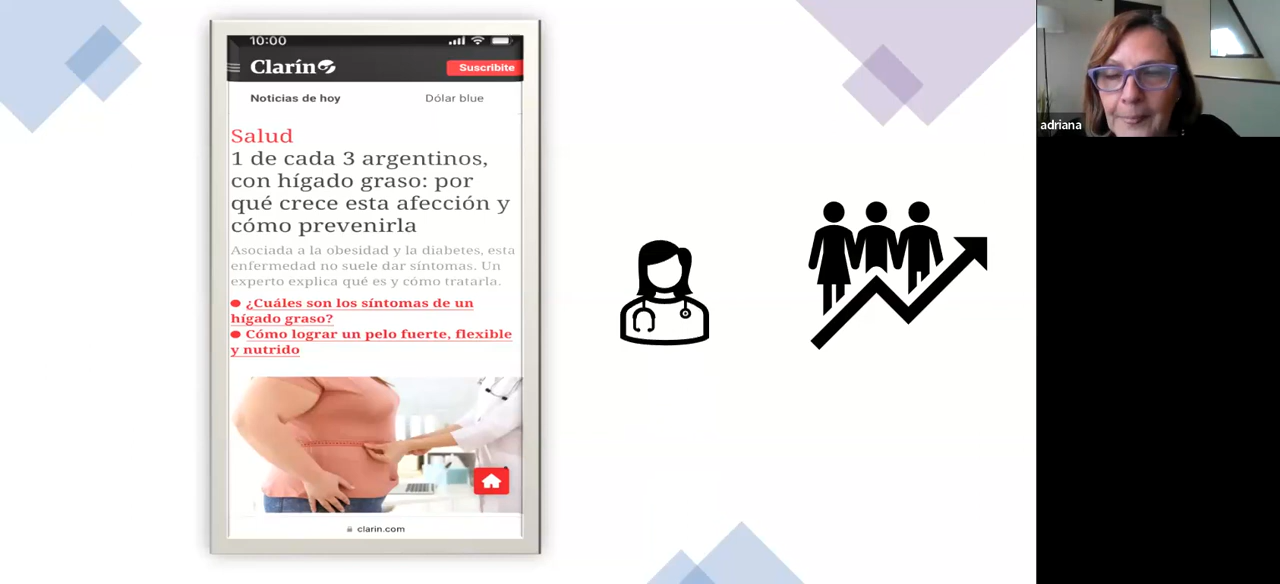 10:00
Clarín
Suscribite
Noticias de hoy
Dólar blue
Salud
1 de cada 3 argentinos,
con hígado graso: por
qué crece esta afección y
cómo prevenirla
Asociada a la obesidad y la diabetes, esta
enfermedad no suele dar síntomas. Un
experto explica qué es y cómo tratarla.
¿Cuáles son los síntomas de un
hígado graso?
Cómo lograr un pelo fuerte, flexible
y nutrido
clarin.com
adriana